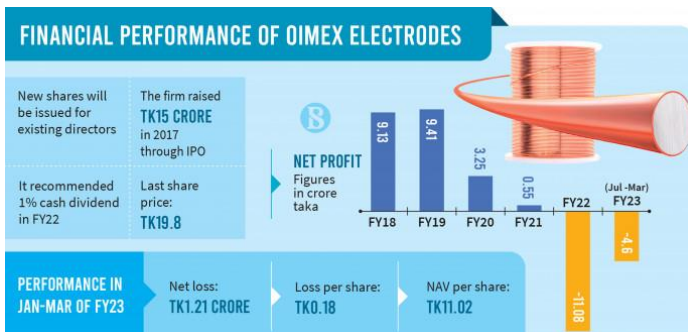 FINANCIAL PERFORMANCE OF OIMEX ELECTRODES
New shares will
be issued for
existing directors
The firm raised
TK15 CRORE
in 2017
through IPO
It recommended
1% cash dividend
in FY22
Last share
price:
TK19.8
NET PROFIT
Figures
in crore
taka
9.13
9.41
3.25
0.55
FY18
FY19
FY20
FY21
FY22
(Jul -Mar)
FY23
-11.08
-4.6
PERFORMANCE IN
JAN-MAR OF FY23
Net loss:
TK1.21 CRORE
Loss per share:
TK0.18
NAV per share:
TK11.02